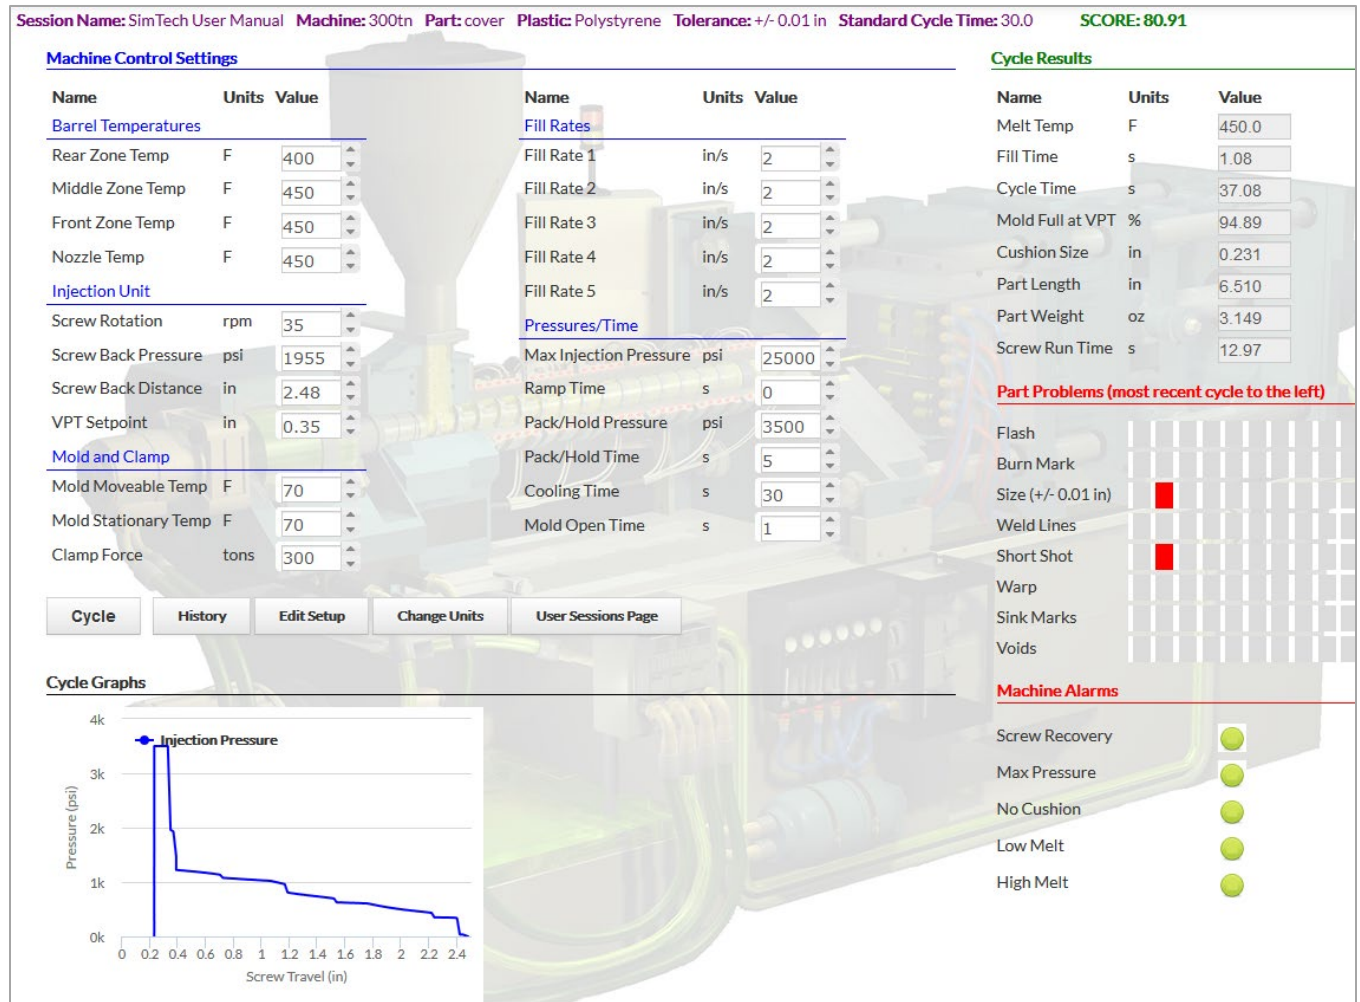 Session Name: SimTech User Manual Machine: 300tn Part: cover Plastic: Polystyrene Tolerance: +/- 0.01 in Standard Cycle Time: 30.0 SCORE: 80.91
Machine Control Settings
Name Units Value
Barrel Temperatures
Rear Zone Temp F 400
Middle Zone Temp F 450
Front Zone Temp F 450
Nozzle Temp F 450
Injection Unit
Screw Rotation rpm 35
Screw Back Pressure psi 1955
Screw Back Distance in 2.48
VPT Setpoint in 0.35
Mold and Clamp
Mold Moveable Temp F 70
Mold Stationary Temp F 70
Clamp Force tons 300
Name Units Value
Fill Rates
Fill Rate 1 in/s 2
Fill Rate 2 in/s 2
Fill Rate 3 in/s 2
Fill Rate 4 in/s 2
Fill Rate 5 in/s 2
Pressures/Time
Max Injection Pressure psi 25000
Ramp Time s 0
Pack/Hold Pressure psi 3500
Pack/Hold Time s 5
Cooling Time s 30
Mold Open Time s 1
Cycle History Edit Setup Change Units User Sessions Page
Cycle Graphs
Injection Pressure
4k
3k
2k
1k
0k
Pressure (psi)
0 0.2 0.4 0.6 0.8 1 1.2 1.4 1.6 1.8 2 2.2 2.4
Screw Travel (in)
Cycle Results
Name Units Value
Melt Temp F 450.0
Fill Time s 1.08
Cycle Time s 37.08
Mold Full at VPT % 94.89
Cushion Size in 0.231
Part Length in 6.510
Part Weight oz 3.149
Screw Run Time s 12.97
Part Problems (most recent cycle to the left)
Flash
Burn Mark
Size (+/- 0.01 in)
Weld Lines
Short Shot
Warp
Sink Marks
Voids
Machine Alarms
Screw Recovery
Max Pressure
No Cushion
Low Melt
High Melt